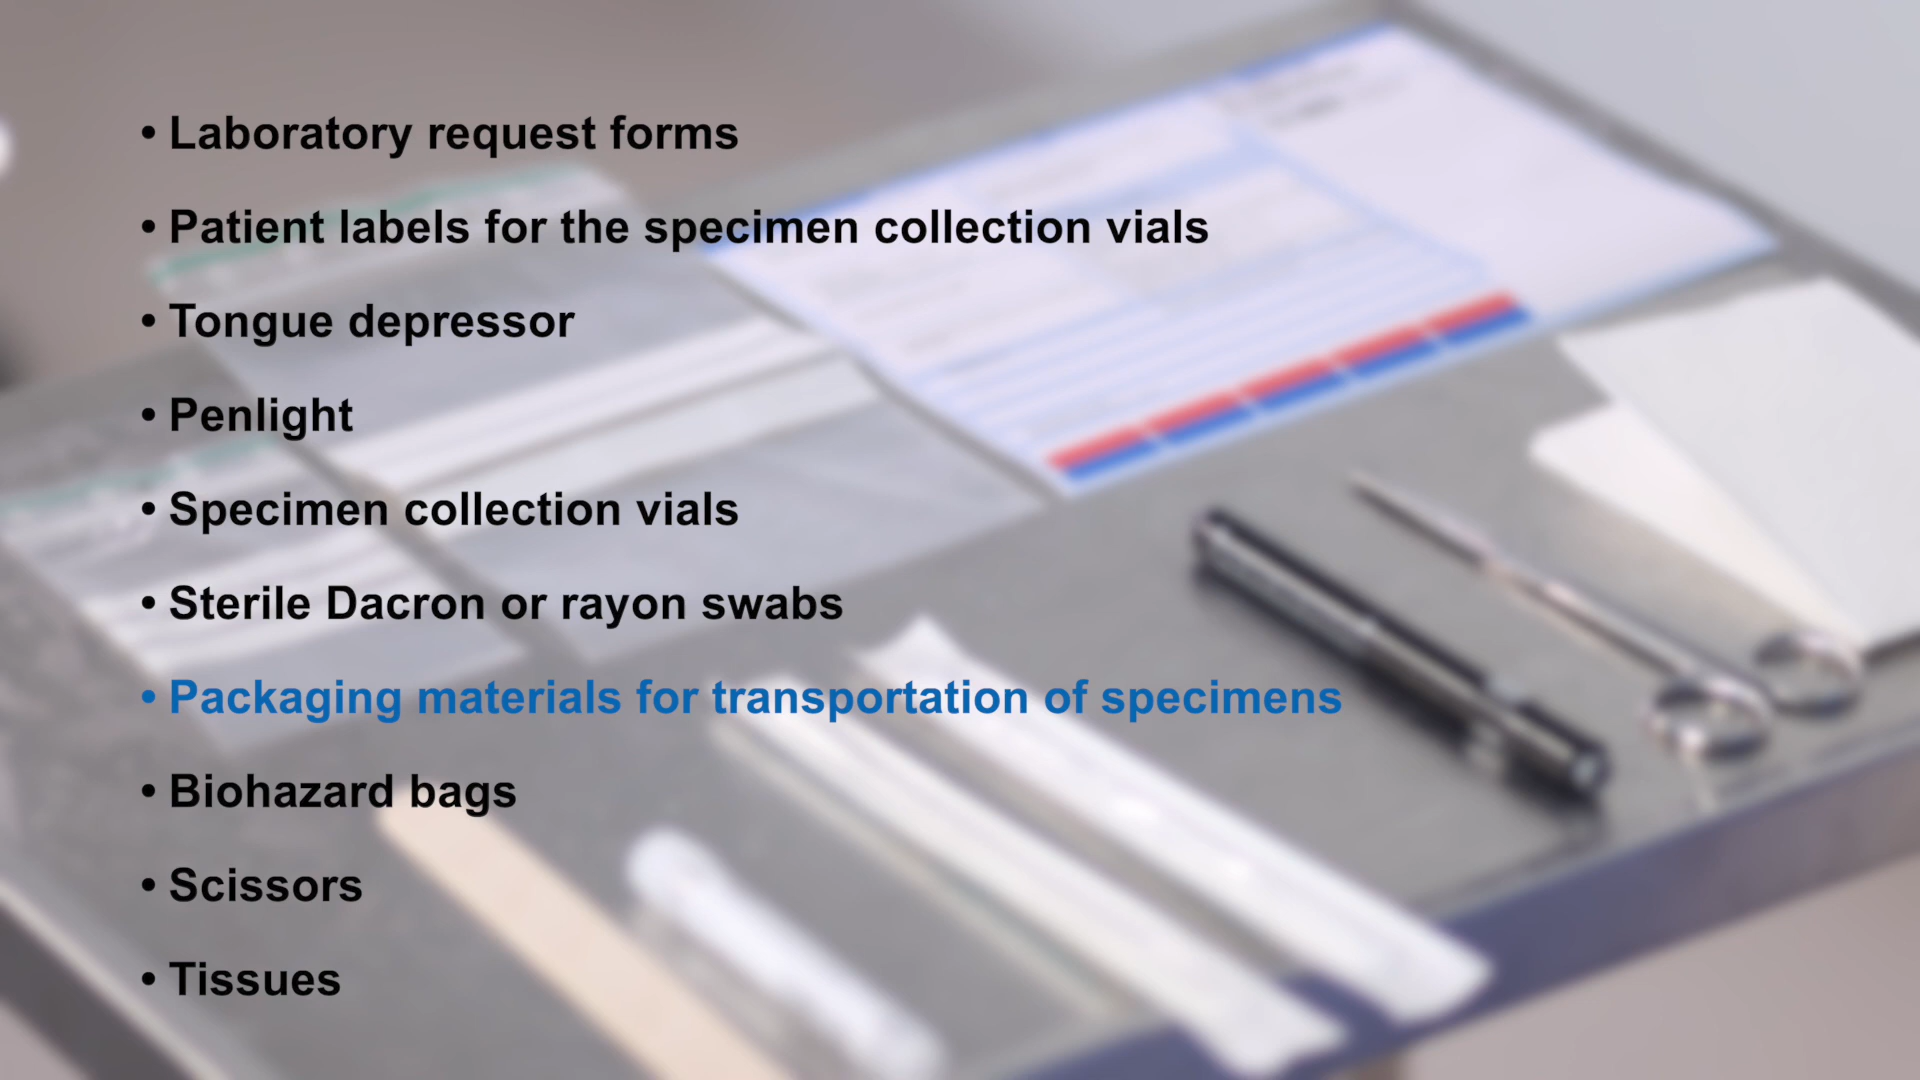 • Laboratory request forms
• Patient labels for the specimen collection vials
• Tongue depressor
• Penlight
• Specimen collection vials
• Sterile Dacron or rayon swabs
• Packaging materials for transportation of specimens
• Biohazard bags
• Scissors
• Tissues